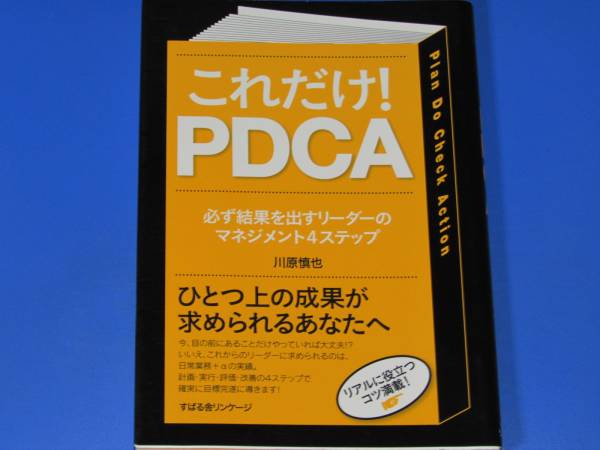 これだけ!
PDCA
Plan Do Check Action
必ず結果を出すリーダーの
マネジメント4ステップ
川原慎也
ひとつ上の成果が
求められるあなたへ
今、目の前にあることだけやっていれば大丈夫!?
いいえ、これからのリーダーに求められるのは、
日常業務+αの実績。
計画・実行・評価・改善の4ステップで
確実に目標完遂に導きます!
リアルに役立つ
コツ満載!
すばる舎リンケージ